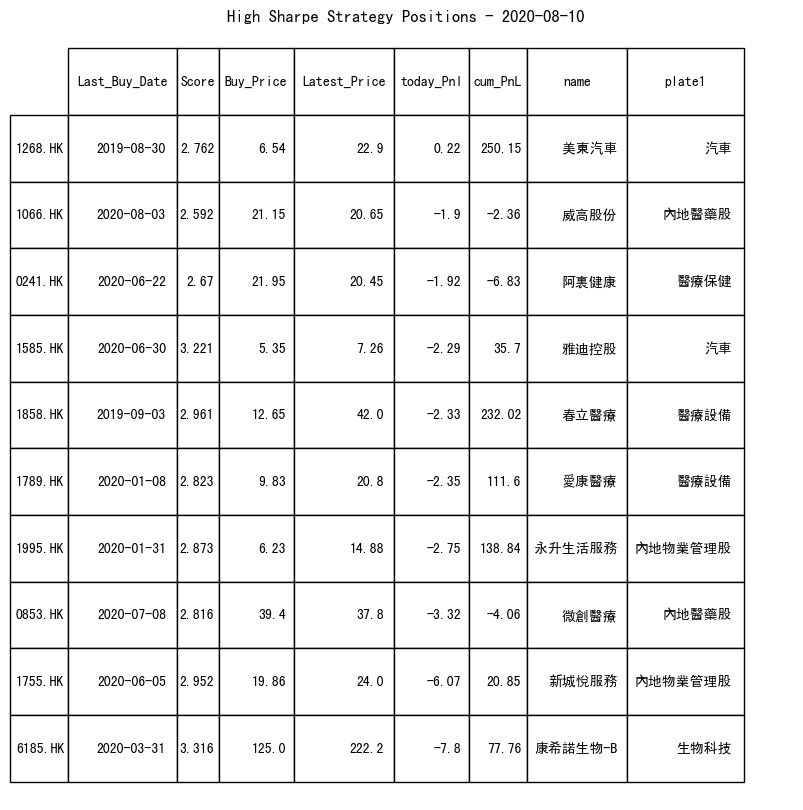 High Sharpe Strategy Positions - 2020-08-10
Last_Buy_Date Score Buy_Price Latest_Price today_Pnl cum_PnL name plate1
1268.HK 2019-08-30 2.762 6.54 22.9 0.22 250.15 美東汽車 汽車
1066.HK 2020-08-03 2.592 21.15 20.65 -1.9 -2.36 威高股份 內地醫藥股
0241.HK 2020-06-22 2.67 21.95 20.45 -1.92 -6.83 阿裏健康 醫療保健
1585.HK 2020-06-30 3.221 5.35 7.26 -2.29 35.7 雅迪控股 汽車
1858.HK 2019-09-03 2.961 12.65 42.0 -2.33 232.02 春立醫療 醫療設備
1789.HK 2020-01-08 2.823 9.83 20.8 -2.35 111.6 愛康醫療 醫療設備
1995.HK 2020-01-31 2.873 6.23 14.88 -2.75 138.84 永升生活服務 內地物業管理股
0853.HK 2020-07-08 2.816 39.4 37.8 -3.32 -4.06 微創醫療 內地醫藥股
1755.HK 2020-06-05 2.952 19.86 24.0 -6.07 20.85 新城悅服務 內地物業管理股
6185.HK 2020-03-31 3.316 125.0 222.2 -7.8 77.76 康希諾生物-B 生物科技